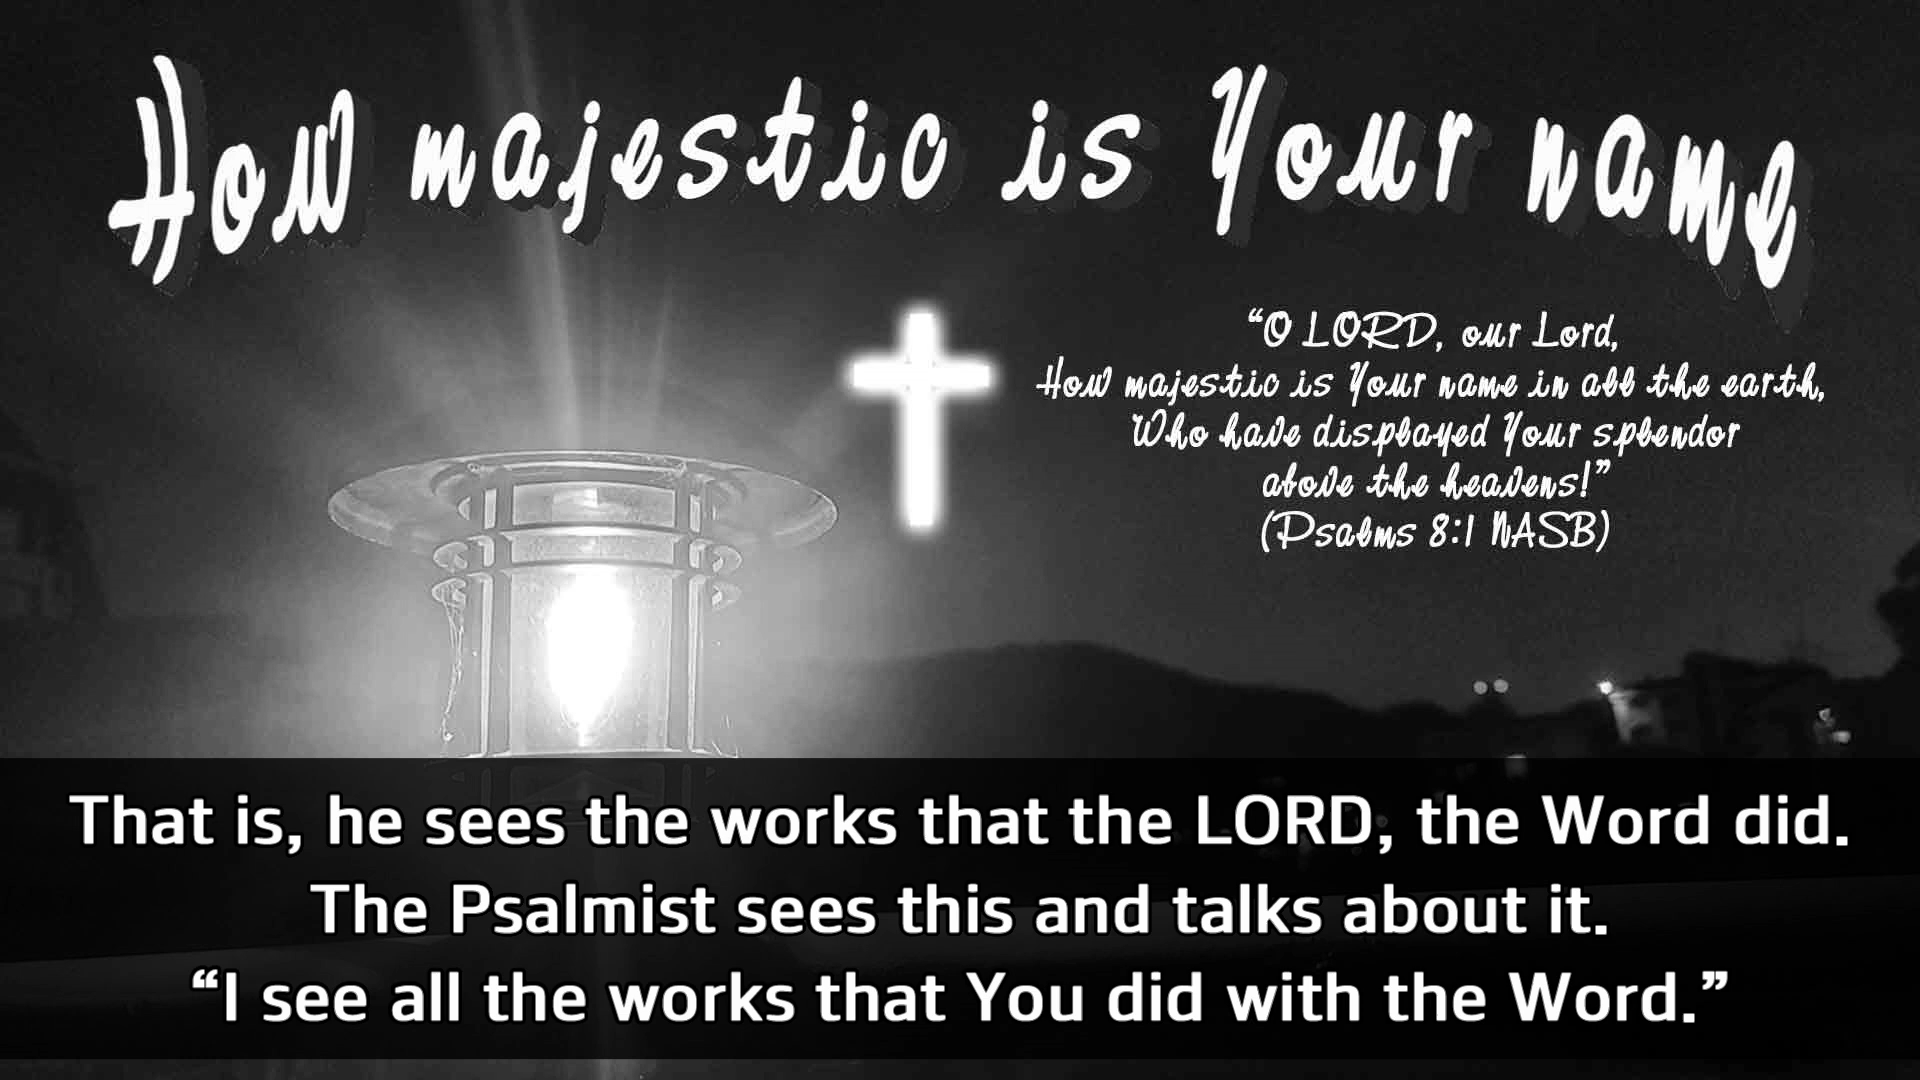 How majestic is Your name
“O LORD, our Lord,
How majestic is Your name in all the earth,
Who have displayed Your splendor
above the heavens!”
(Psalms 8:1 NASB)
That is, he sees the works that the LORD, the Word did.
The Psalmist sees this and talks about it.
“I see all the works that You did with the Word.”